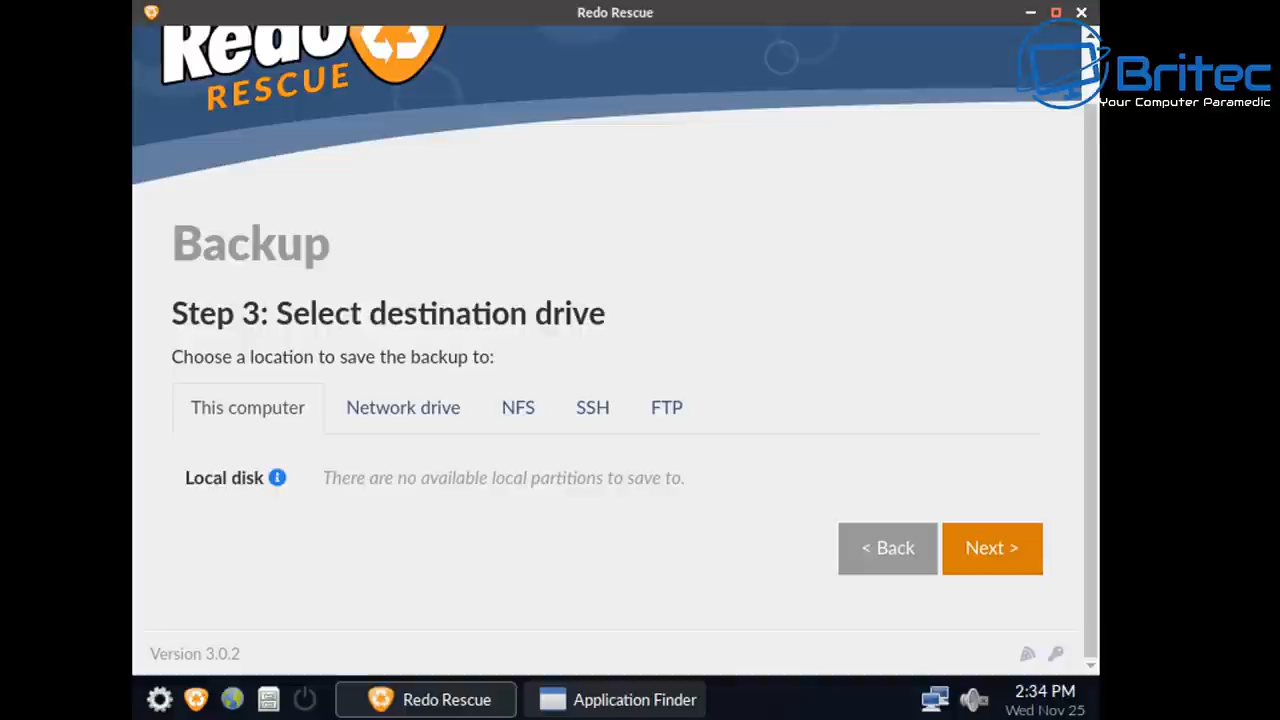 Redo Rescue
Redo
RESCUE
Britec
Your Computer Paramedic
Backup
Step 3: Select destination drive
Choose a location to save the backup to:
This computer Network drive NFS SSH FTP
Local disk There are no available local partitions to save to.
< Back Next >
Version 3.0.2
Redo Rescue Application Finder 2:34 PM
Wed Nov 25